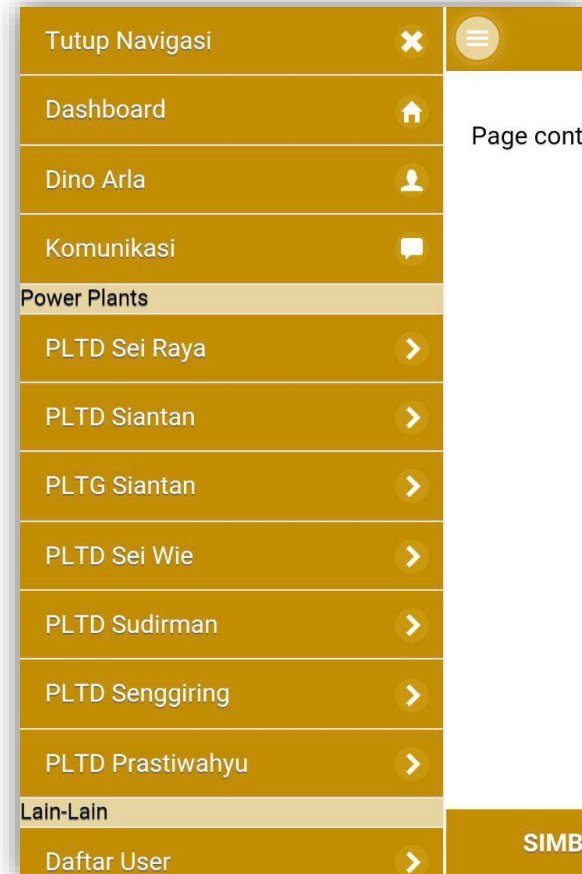 Tutup Navigasi
Dashboard
Dino Arla
Komunikasi
Power Plants
PLTD Sei Raya
PLTD Siantan
PLTG Siantan
PLTD Sei Wie
PLTD Sudirman
PLTD Senggiring
PLTD Prastiwahyu
Lain-Lain
Daftar User
Page cont
SIMB